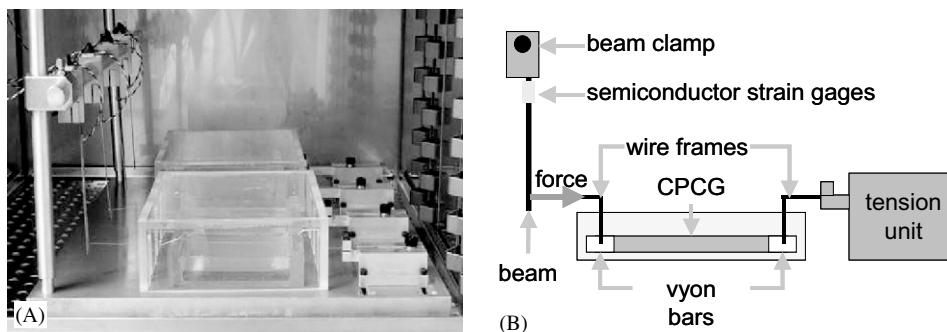 (A)
beam clamp
semiconductor strain gages
wire frames
force
CPCG
tension
unit
beam
vyon
bars
(B)